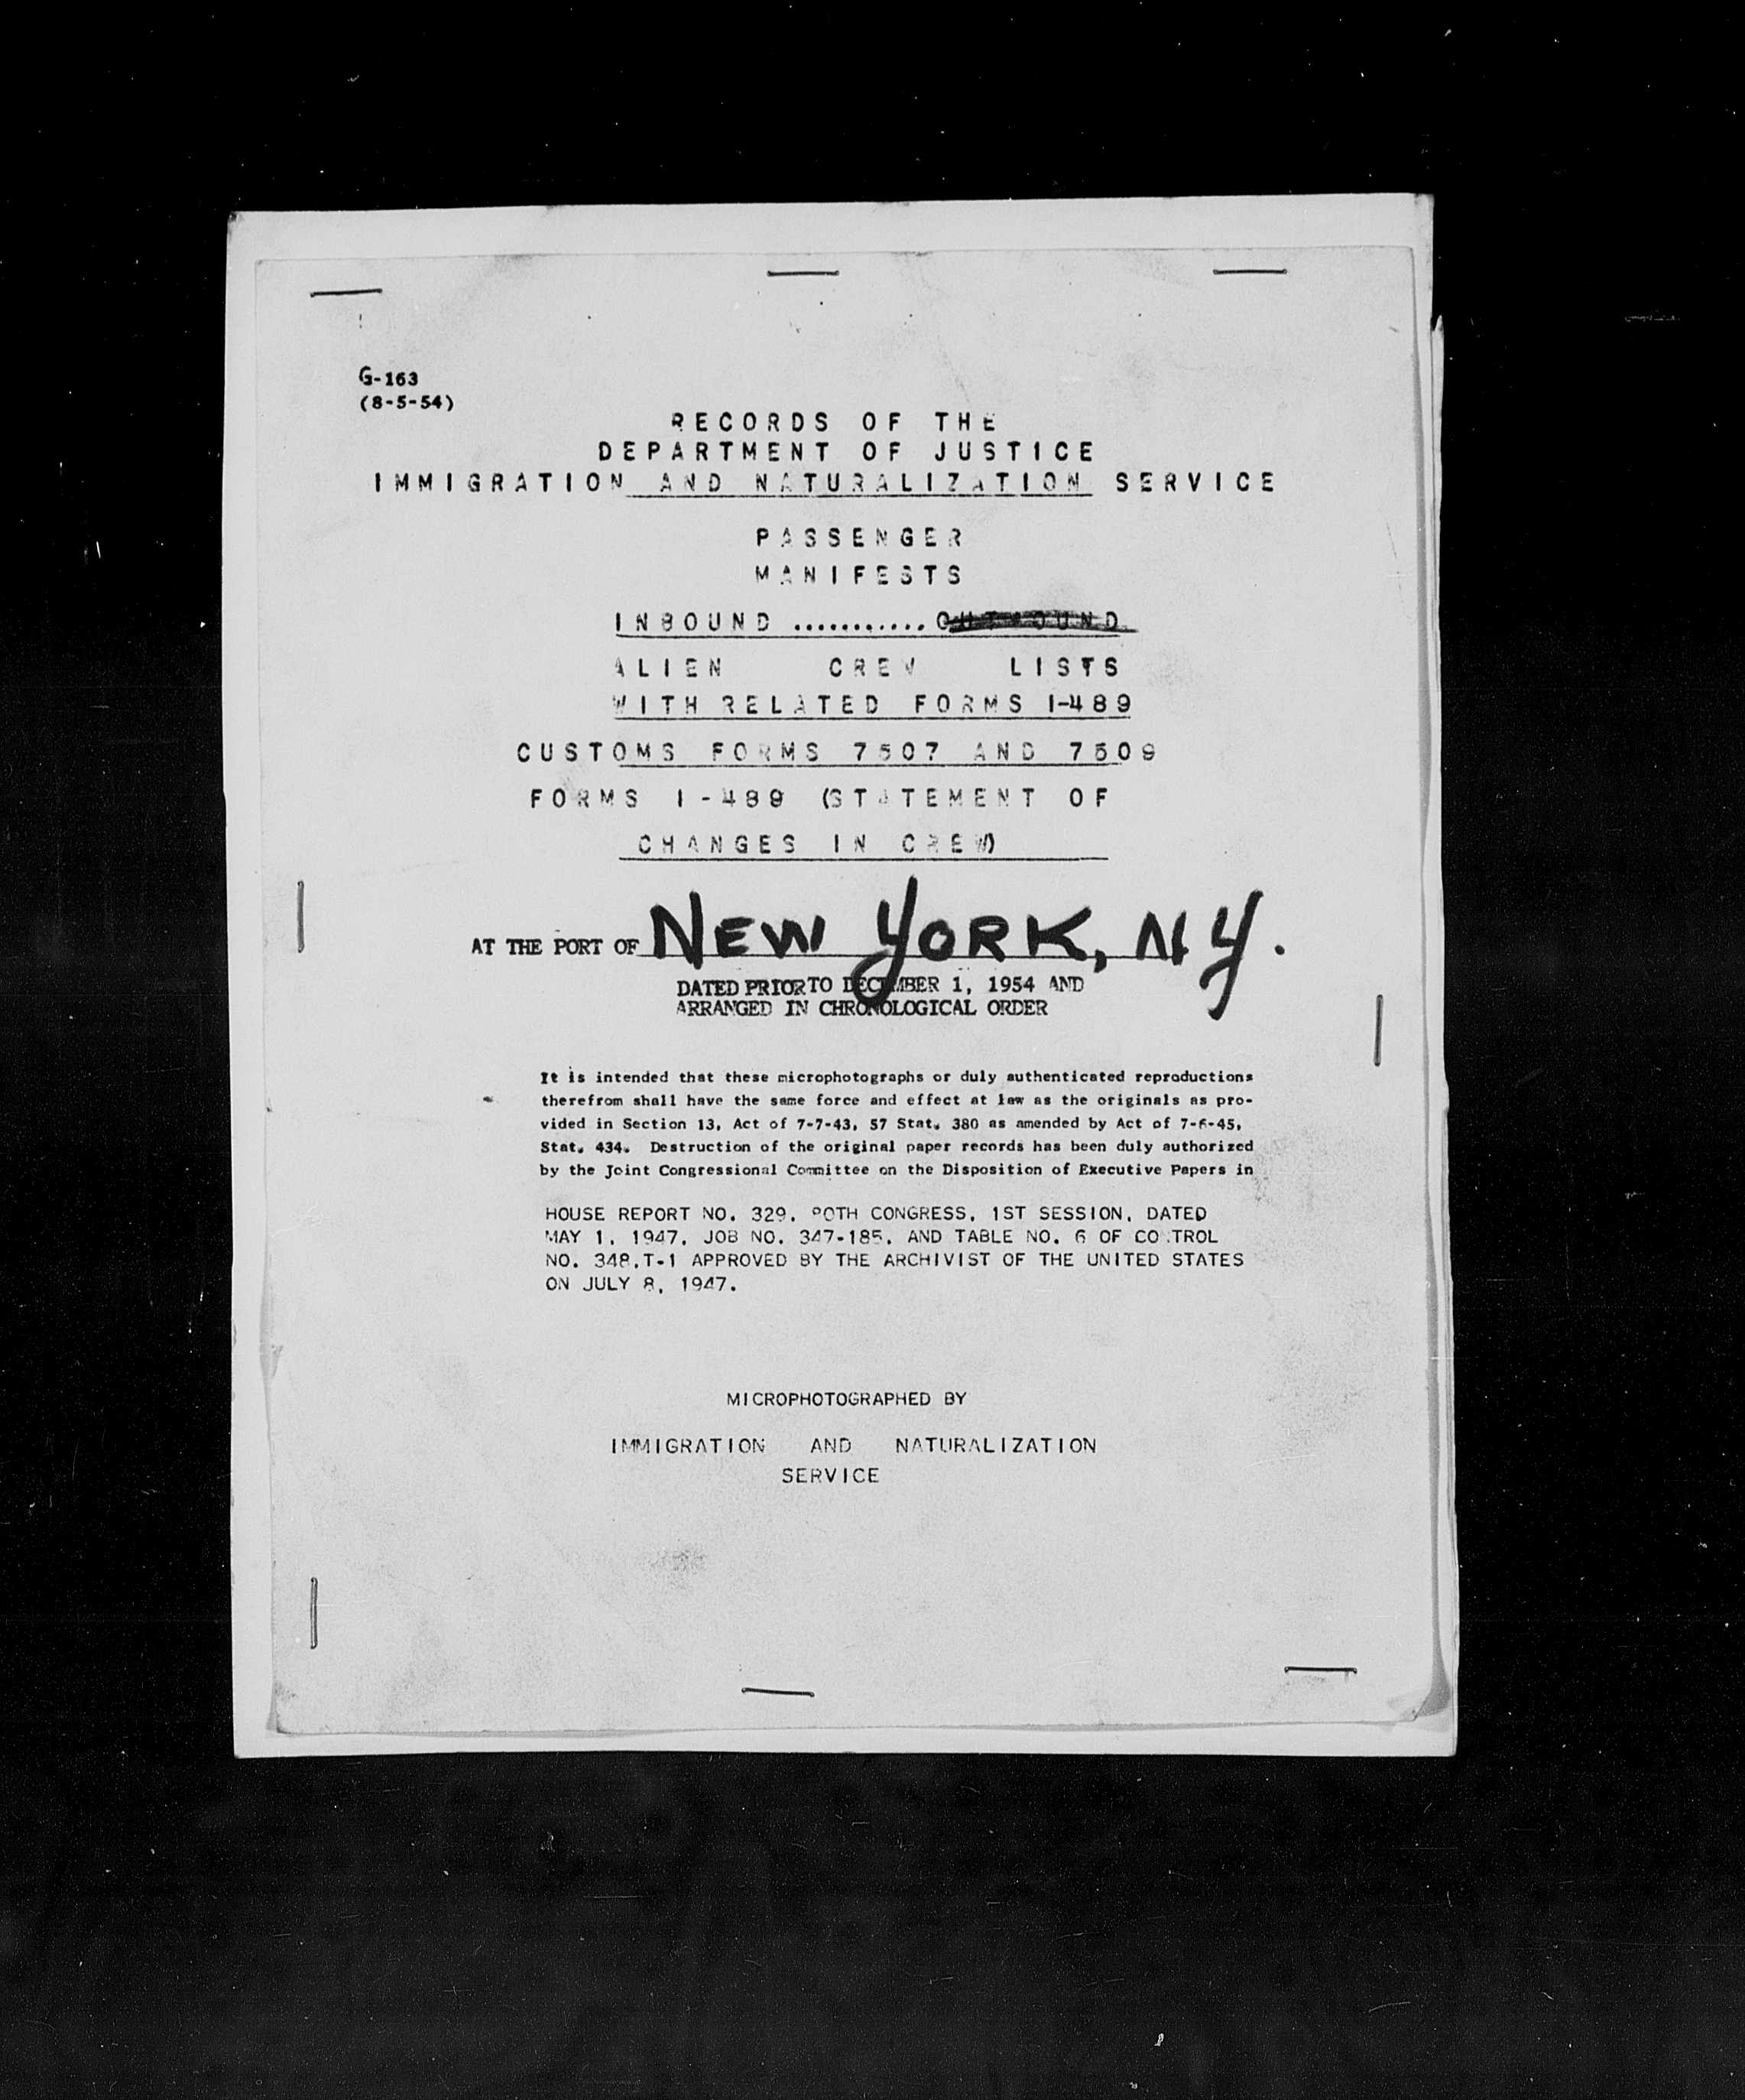 G-163
(8-5-54)
RECORDS OF THE
DEPARTMENT OF JUSTICE
IMMIGRATION AND NATURALIZATION SERVICE
PASSENGER
MANIFESTS
INBOUND ...........OUTBOUND
ALIEN CREW LISTS
WITH RELATED FORMS I-489
CUSTOMS FORMS 7507 AND 7509
FORMS I-489 (STATEMENT OF
CHANGES IN CREW)
AT THE PORT OF NEW YORK, NY.
DATED PRIOR TO DECEMBER 1, 1954 AND
ARRANGED IN CHRONOLOGICAL ORDER
It is intended that these microphotographs or duly authenticated reproductions
therefrom shall have the same force and effect at law as the originals as pro-
vided in Section 13, Act of 7-7-43, 57 Stat. 380 as amended by Act of 7-6-45,
Stat. 434. Destruction of the original paper records has been duly authorized
by the Joint Congressional Committee on the Disposition of Executive Papers in
HOUSE REPORT NO. 329, 80TH CONGRESS, 1ST SESSION, DATED
MAY 1, 1947, JOB NO. 347-185, AND TABLE NO. 6 OF CONTROL
NO. 348.T-1 APPROVED BY THE ARCHIVIST OF THE UNITED STATES
ON JULY 8, 1947.
MICROPHOTOGRAPHED BY
IMMIGRATION AND NATURALIZATION
SERVICE